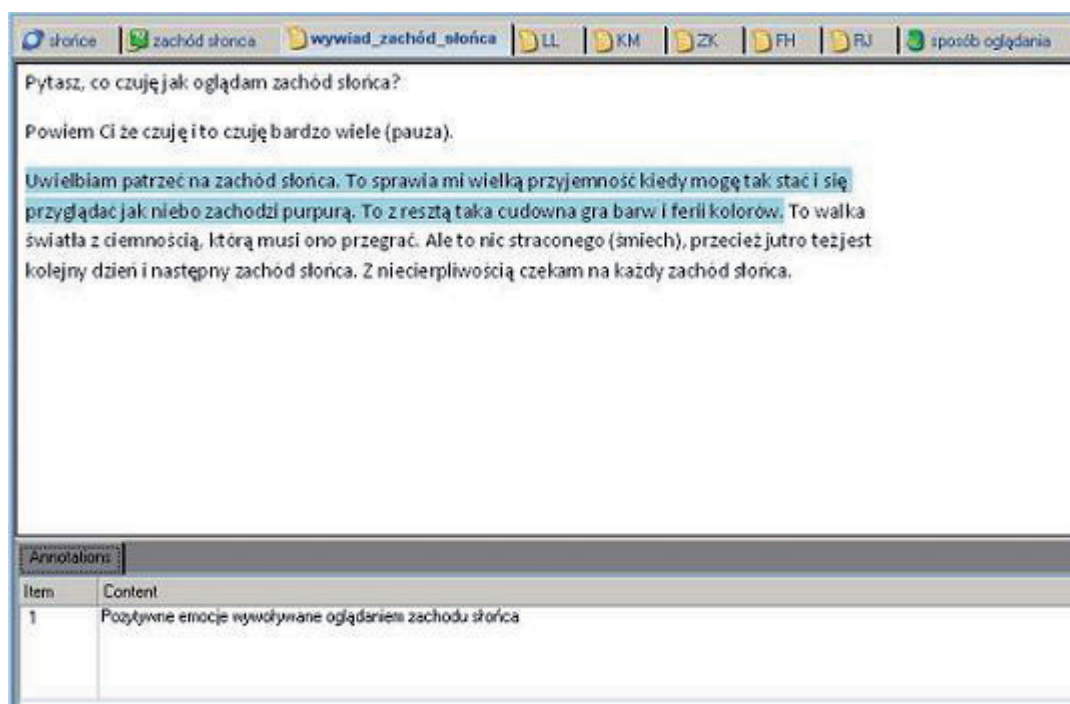 słońce zachód słonca wywiad_zachód_słońca LL KM ZK FH RJ sposób oglądania
Pytasz, co czuję jak oglądam zachód słońca?
Powiem Ci że czuję i to czuję bardzo wiele (pauza).
Uwielbiam patrzeć na zachód słońca. To sprawia mi wielką przyjemność kiedy mogę tak stać i się
przyglądać jak niebo zachodzi purpurą. To z resztą taka cudowna gra barw i ferii kolorów. To walka
światła z ciemnością, którą musi ono przegrać. Ale to nic straconego (śmiech), przecież jutro też jest
kolejny dzień i następny zachód słońca. Z niecierpliwością czekam na każdy zachód słońca.
Annotations
Item Content
1 Pozytywne emocje wywoływane oglądaniem zachodu słońca